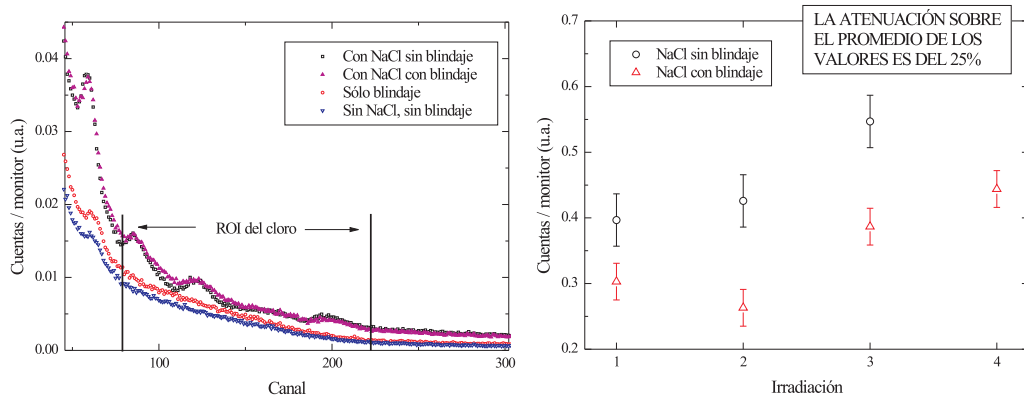 0.04
0.03
0.02
0.01
0.00
100
200
300
Cuentas / monitor (u.a.)
Canal
Con NaCl sin blindaje
Con NaCl con blindaje
Sólo blindaje
Sin NaCl, sin blindaje
ROI del cloro
0.7
0.6
0.5
0.4
0.3
0.2
1
2
3
4
Cuentas / monitor (u.a.)
Irradiación
NaCl sin blindaje
NaCl con blindaje
LA ATENUACIÓN SOBRE
EL PROMEDIO DE LOS
VALORES ES DEL 25%